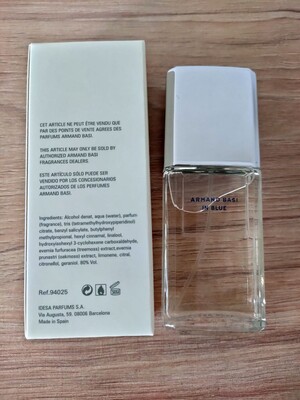 CET ARTICLE NE PEUT ÊTRE VENDU QUE
PAR DES POINTS DE VENTE AGREES DES
PARFUMS ARMAND BASI.
THIS ARTICLE MAY ONLY BE SOLD BY
AUTHORIZED ARMAND BASI
FRAGRANCES DEALERS.
ESTE ARTÍCULO SÓLO PUEDE SER
VENDIDO POR LOS CONCESIONARIOS
AUTORIZADOS DE LOS PERFUMES
ARMAND BASI.
Ingredients: Alcohol denat, aqua (water), parfum
(fragrance), tris (tetramethylhydroxypiperidinol)
citrate, benzyl salicylate, butylphenyl
methylpropional, hexyl cinnamal, linalool,
hydroxyisohexyl 3-cyclohexene carboxaldehyde,
evernia furfuracea (treemoss) extract, evernia
prunastri (oakmoss) extract, limonene, citral,
citronellol, geraniol. 80% Vol.
Ref.94025
IDESA PARFUMS S.A.
Via Augusta, 59. 08006 Barcelona
Made in Spain
ARMAND BASI
IN BLUE